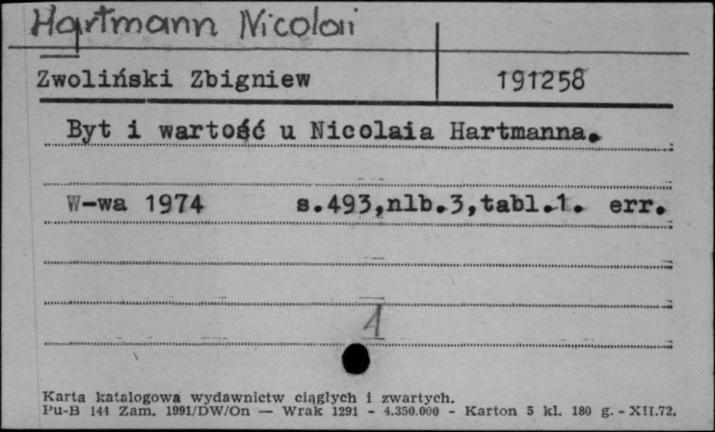 Hartmann Nicolai
Zwoliński Zbigniew 191258
Byt i wartość u Nicolaia Hartmanna.
W-wa 1974 s.493,nlb.3,tabl.1. err.
1
Karta katalogowa wydawnictw ciągłych i zwartych.
Pu-B 144 Zam. 1991/DW/On — Wrak 1291 - 4.350.000 - Karton 5 kl. 180 g. - XII.72.